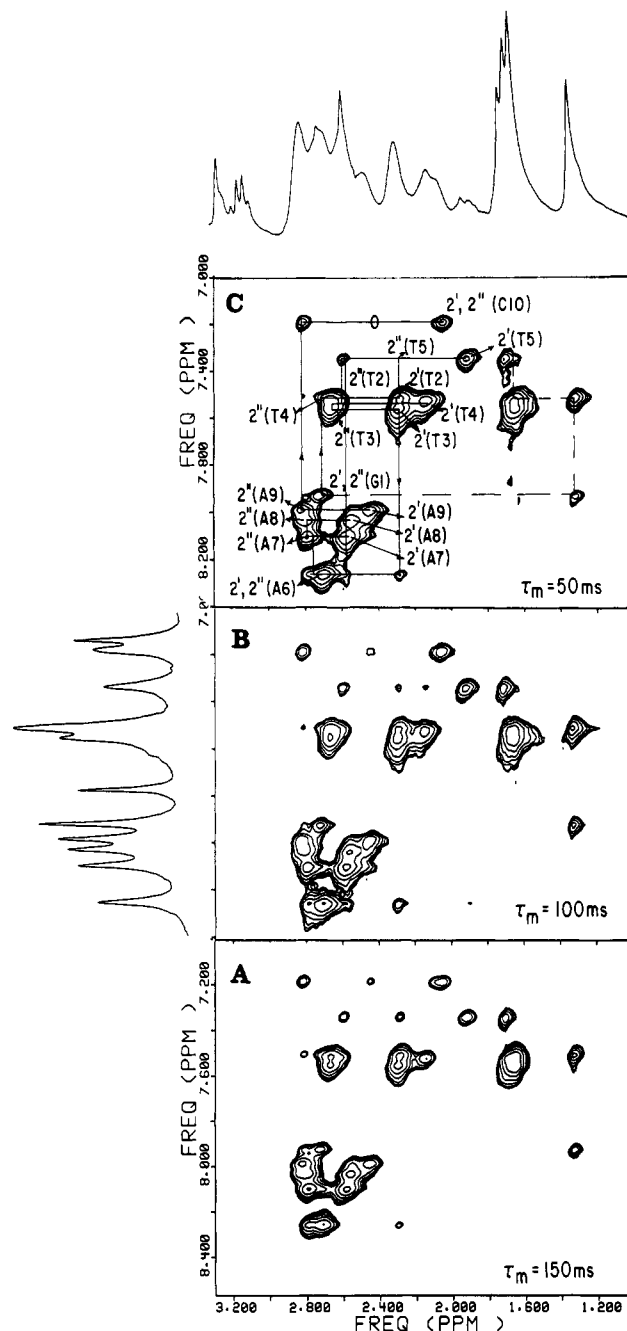 C
7.000
7.400
7.800
8.200
FREQ (PPM)
2', 2" (C10)
2" (T5)
2'(T5)
2"(T2)
2'(T2)
2"(T4)
2'(T4)
2"(T3)
2'(T3)
2', 2" (G1)
2"(A9)
2'(A9)
2"(A8)
2'(A8)
2"(A7)
2'(A7)
2', 2"(A6)
τm = 50ms
B
τm = 100ms
A
7.200
7.600
8.000
8.400
FREQ (PPM)
τm = 150ms
3.200 2.800 2.400 2.000 1.600 1.200
FREQ (PPM)